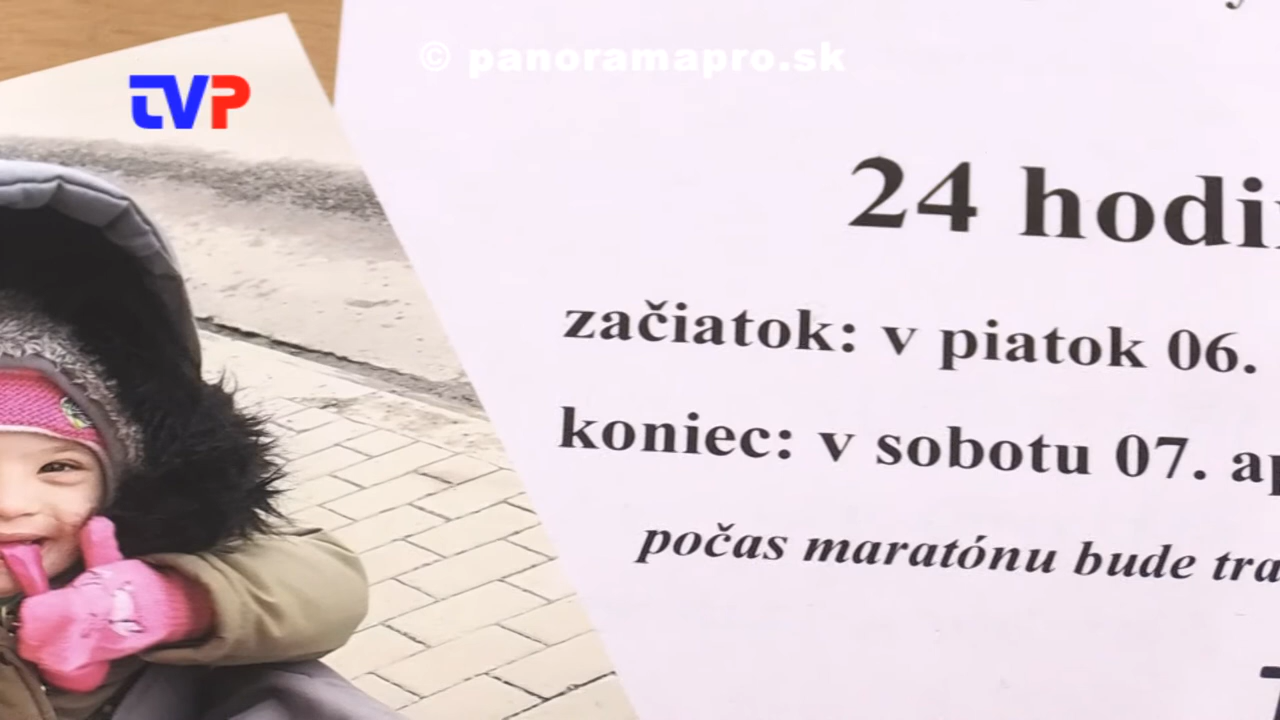 © panoramapro.sk
TVP
24 hodi
začiatok: v piatok 06.
koniec: v sobotu 07. ap
počas maratónu bude tra